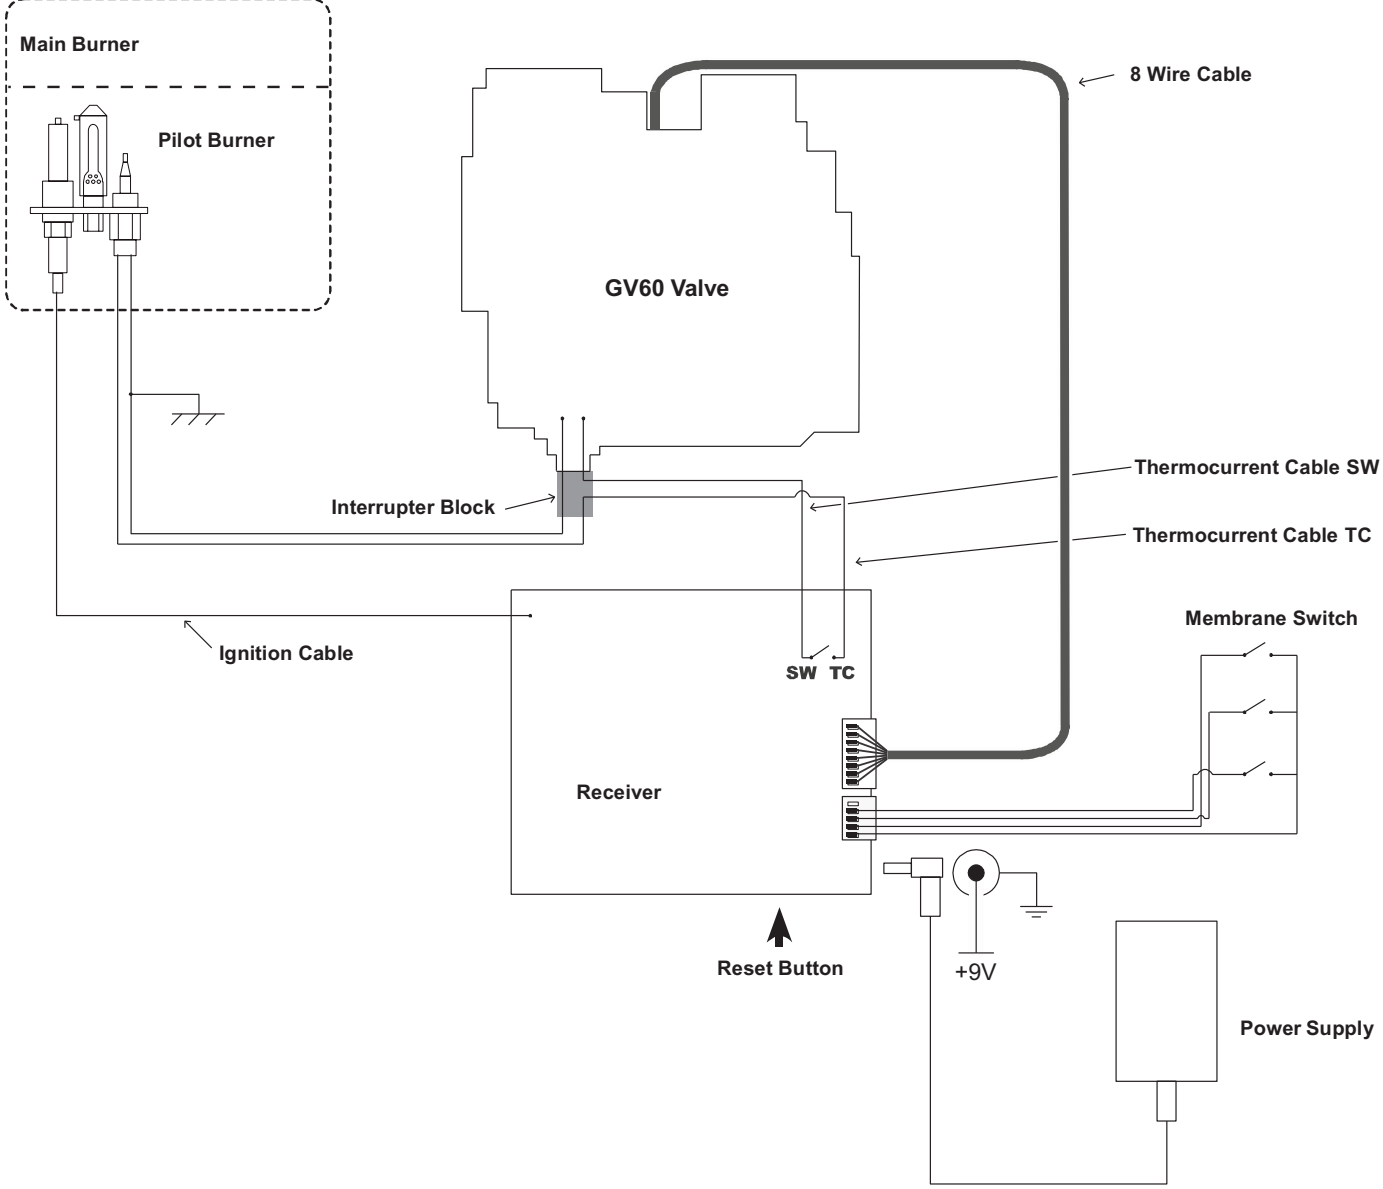 Main Burner
8 Wire Cable
Pilot Burner
GV60 Valve
Thermocurrent Cable SW
Interrupter Block
Thermocurrent Cable TC
Membrane Switch
Ignition Cable
SW TC
Receiver
Reset Button
+9V
Power Supply